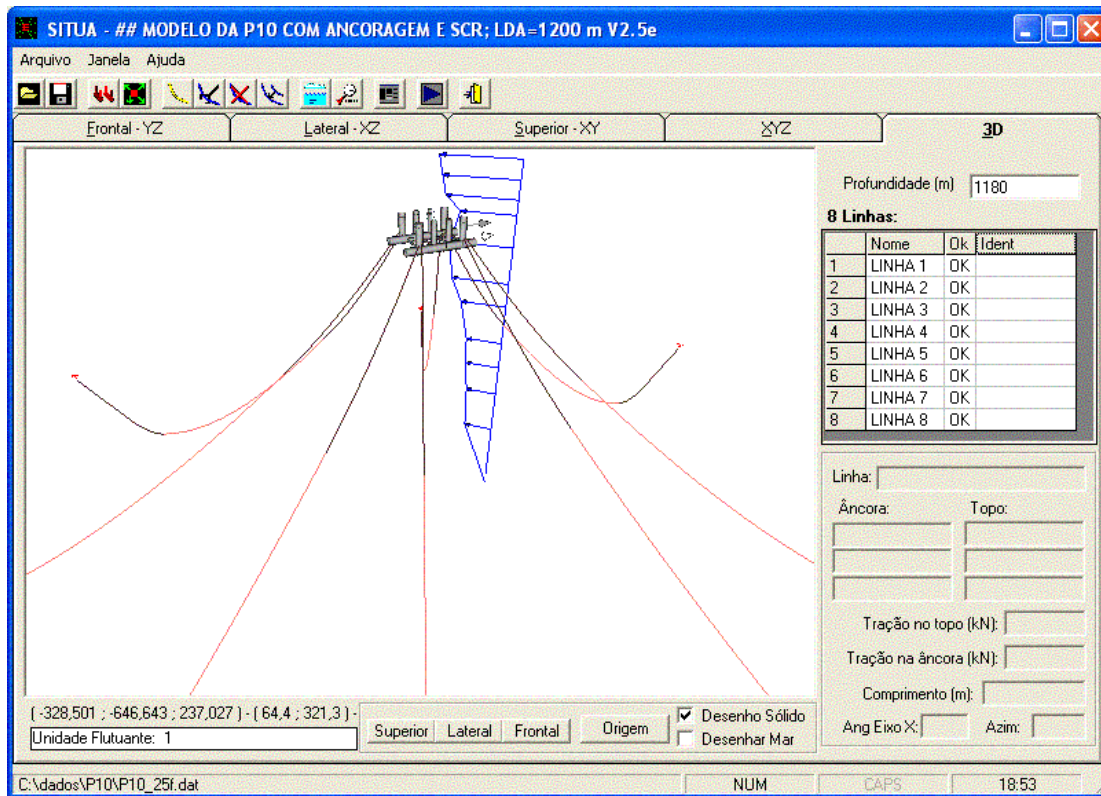 SITUA - ## MODELO DA P10 COM ANCORAGEM E SCR; LDA=1200 m V2.5e
Arquivo Janela Ajuda
Frontal - YZ Lateral - XZ Superior - XY XYZ 3D
Profundidade (m) 1180
8 Linhas:
Nome Ok Ident
1 LINHA 1 OK
2 LINHA 2 OK
3 LINHA 3 OK
4 LINHA 4 OK
5 LINHA 5 OK
6 LINHA 6 OK
7 LINHA 7 OK
8 LINHA 8 OK
Linha:
Âncora: Topo:
Tração no topo (kN):
Tração na âncora (kN):
Comprimento (m):
Ang Eixo X: Azim:
( -328,501 ; -646,643 ; 237,027 ) - ( 64,4 ; 321,3 ) -
Unidade Flutuante: 1
Superior Lateral Frontal Origem
Desenho Sólido
Desenhar Mar
C:\dados\P10\P10_25f.dat NUM CAPS 18:53